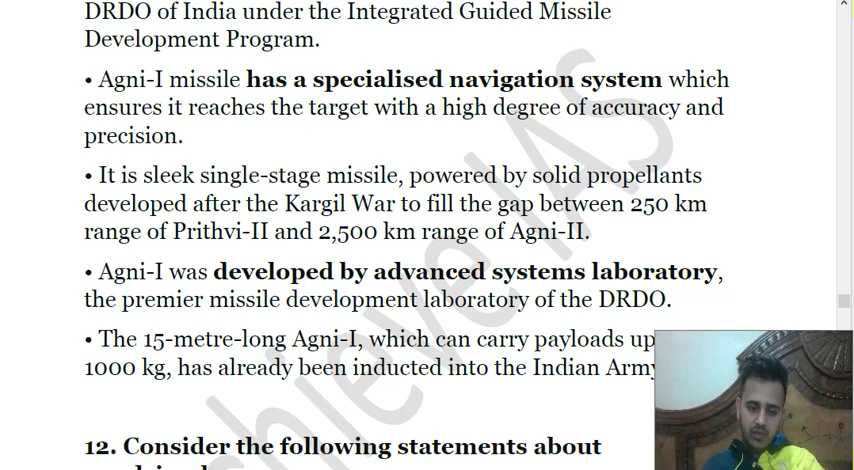 DRDO of India under the Integrated Guided Missile
Development Program.
• Agni-I missile has a specialised navigation system which
ensures it reaches the target with a high degree of accuracy and
precision.
• It is sleek single-stage missile, powered by solid propellants
developed after the Kargil War to fill the gap between 250 km
range of Prithvi-II and 2,500 km range of Agni-II.
• Agni-I was developed by advanced systems laboratory,
the premier missile development laboratory of the DRDO.
• The 15-metre-long Agni-I, which can carry payloads up
1000 kg, has already been inducted into the Indian Army
12. Consider the following statements about
chieve IAS